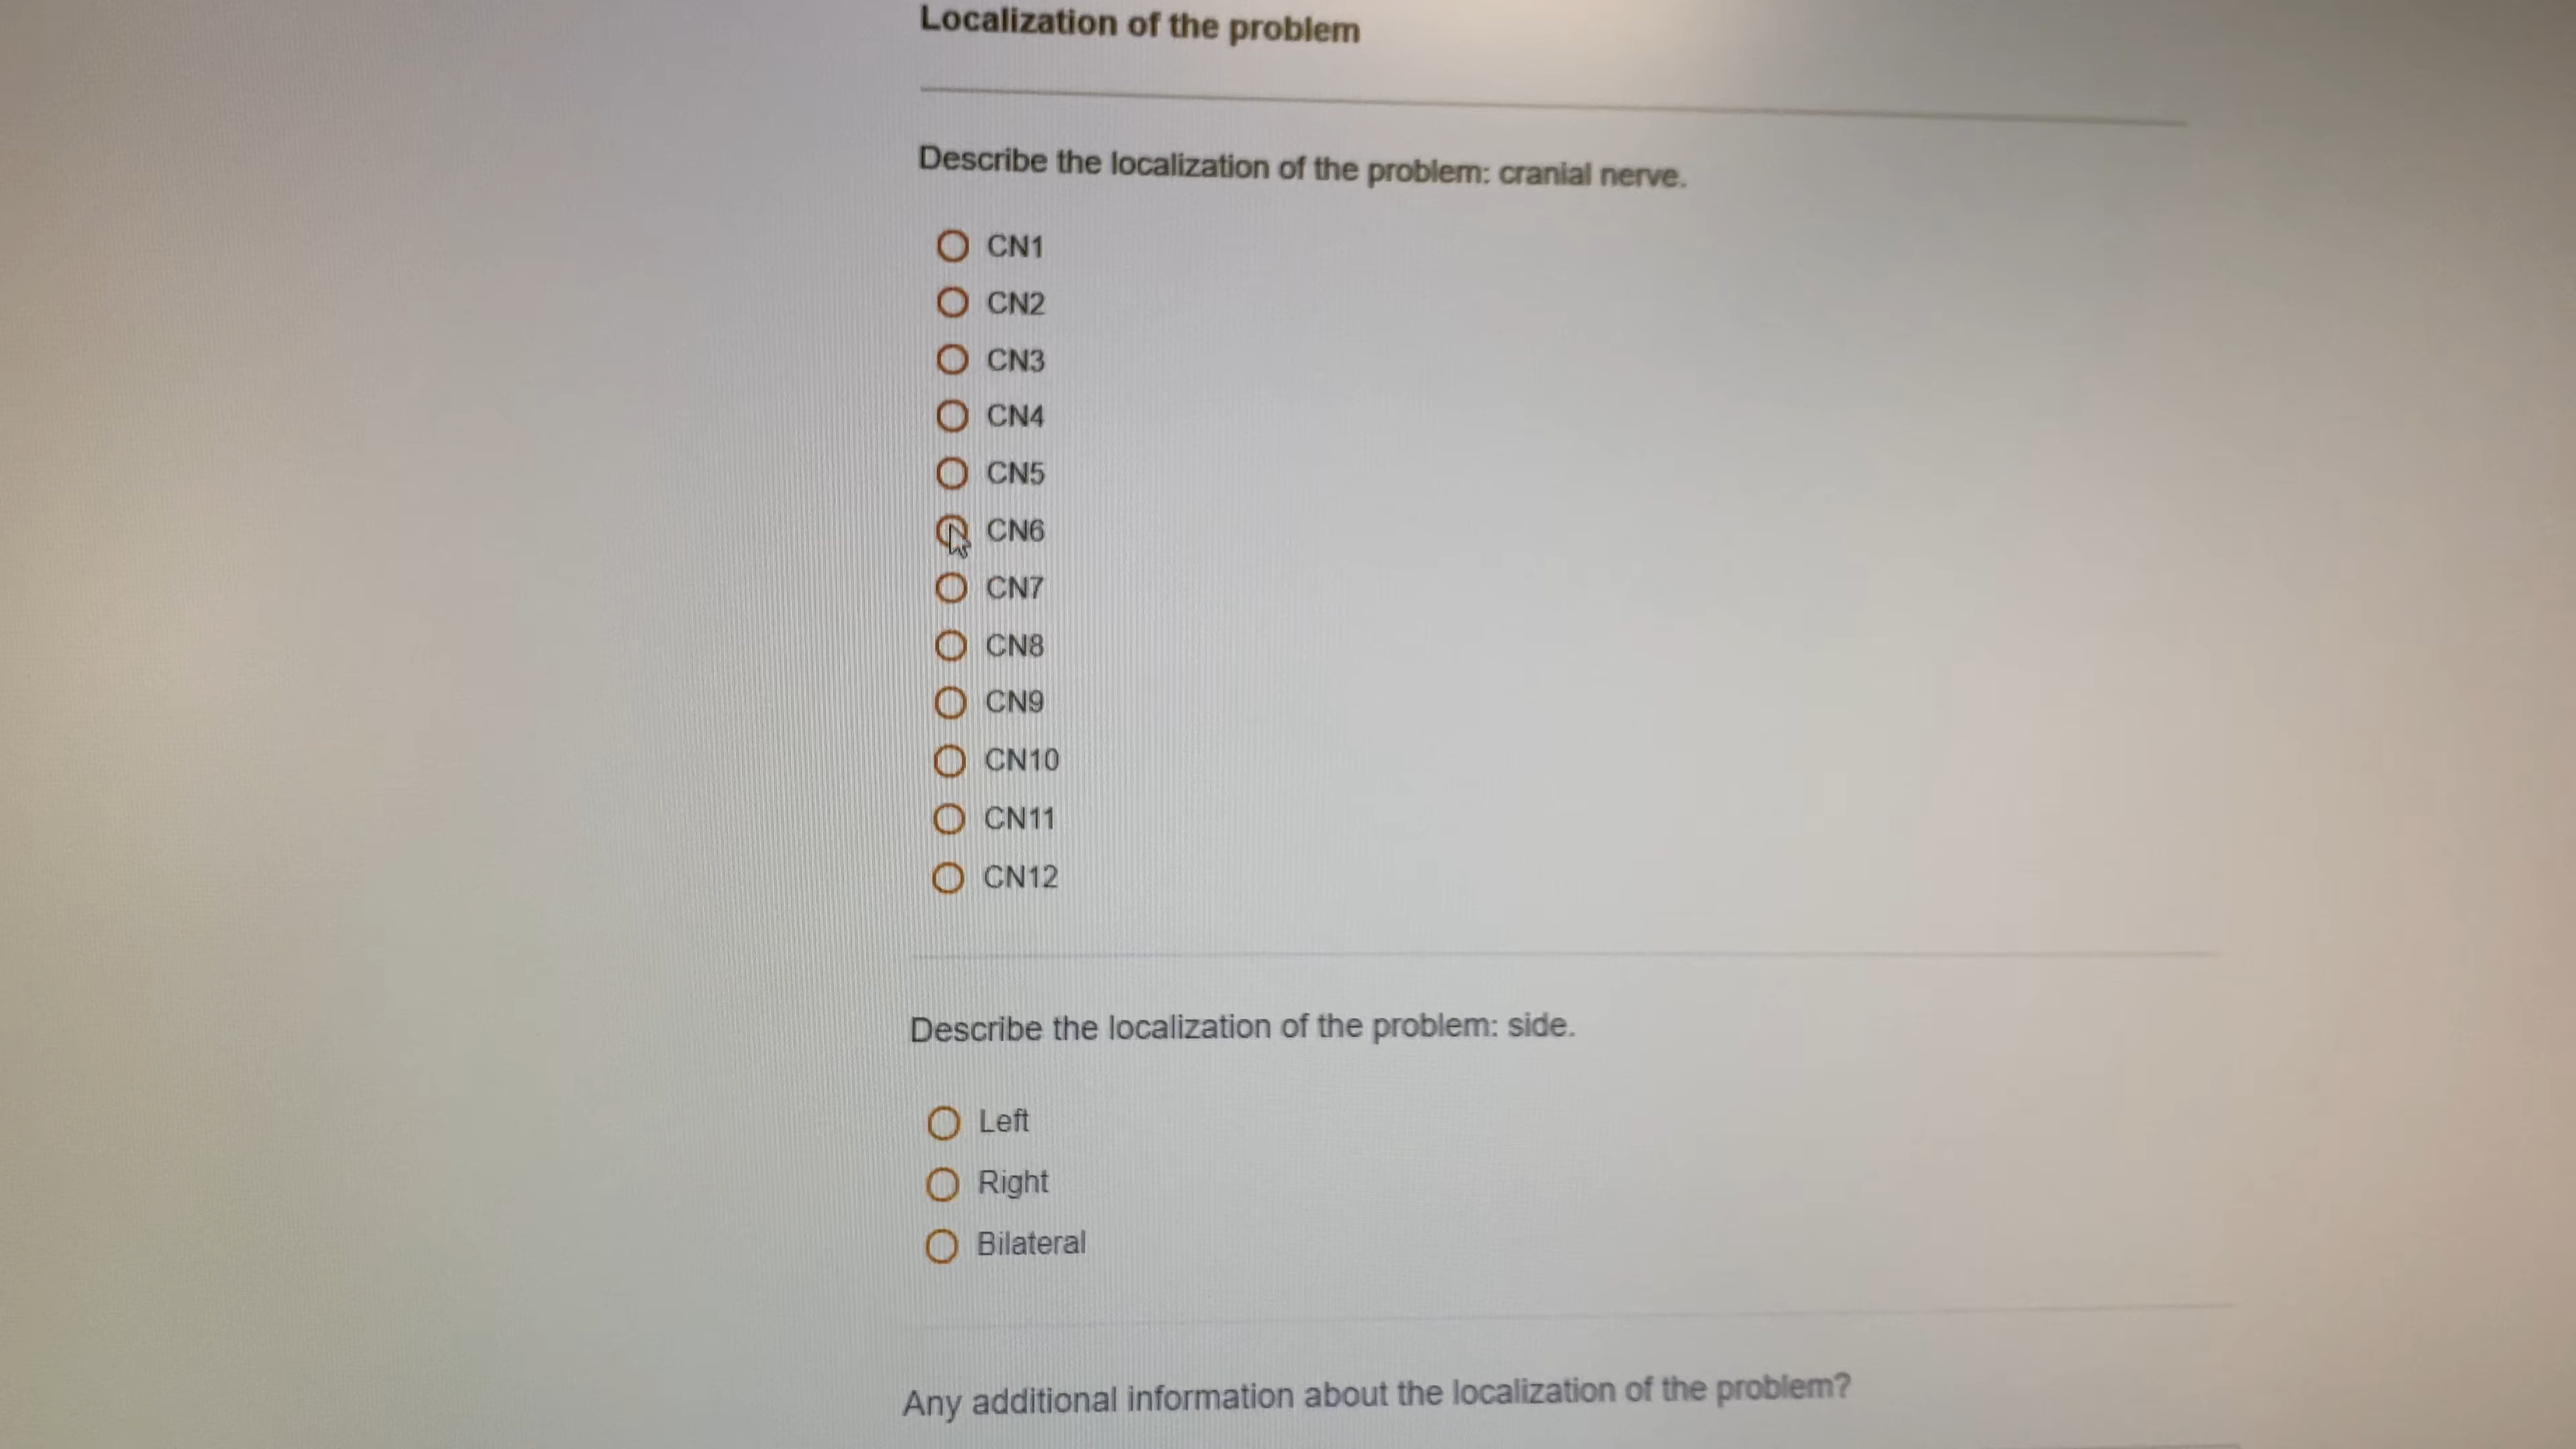 Localization of the problem
Describe the localization of the problem: cranial nerve.
CN1
CN2
CN3
CN4
CN5
CN6
CN7
CN8
CN9
CN10
CN11
CN12
Describe the localization of the problem: side.
Left
Right
Bilateral
Any additional information about the localization of the problem?